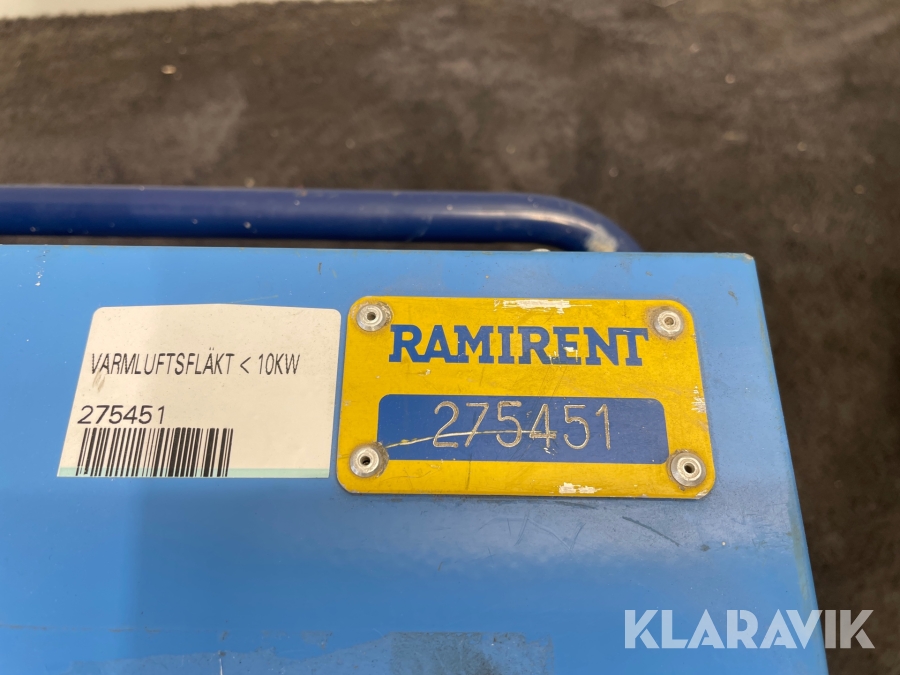 VARMLUFTSFLÄKT < 10KW
275451
RAMIRENT
275451
KLARAVIK